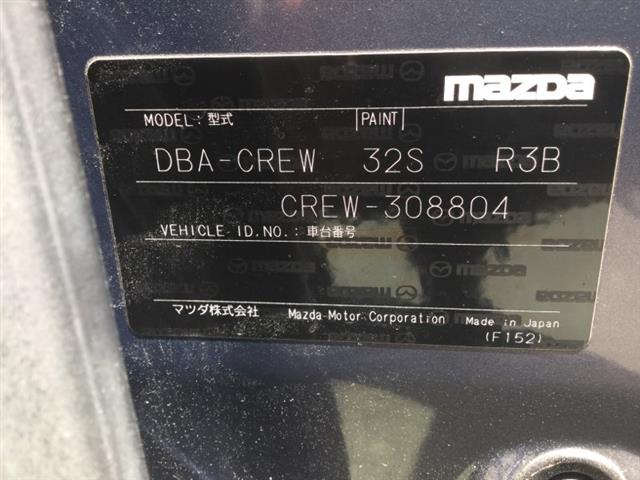 mazda
MODEL:型式 PAINT
DBA-CREW 32S R3B
CREW-308804
VEHICLE ID.NO.:車台番号
マツダ株式会社 Mazda Motor Corporation Made in Japan
(F152)